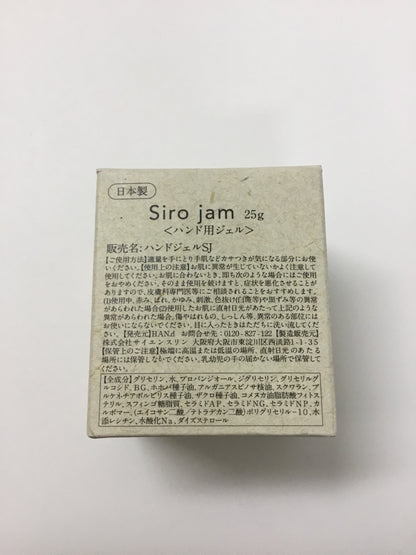 日本製
Siro jam 25g
＜ハンド用ジェル＞
販売名:ハンドジェルSJ
【ご使用方法】適量を手にとり手肌などカサつきが気になる部分にお使
いください。【使用上の注意】お肌に異常が生じていないかよく注意して
使用してください。お肌に合わないとき、即ち次のような場合にはご使用
をおやめください。そのまま使用を続けますと、症状を悪化させることが
ありますので、皮膚科専門医等にご相談されることをおすすめします。
(1)使用中、赤み、はれ、かゆみ、刺激、色抜け(白斑等)や黒ずみ等の異常
があらわれた場合(2)使用したお肌に直射日光があたって上記のような
異常があらわれた場合、傷やはれもの、しっしん等、異常のある部位には
お使いにならないでください。目に入ったときはただちに洗い流してくだ
さい。【発売元】HANd お問合せ先:0120-827-122【製造販売元】
株式会社サイエンスリン 大阪府大阪市東淀川区西淡路1-1-35
【保管上のご注意】極端に高温または低温の場所、直射日光のあたる
場所には保管しないでください。乳幼児の手の届かない場所で保管して
ください。
【全成分】グリセリン、水、プロパンジオール、ジグリセリン、グリセリルグ
ルコシド、BG、ホホバ種子油、アルガニアスピノサ核油、スクワラン、ア
ルケメチアポルピリス種子油、ザクロ種子油、コメヌカ油脂肪酸フィトス
テリル、スフィンゴ糖脂質、セラミドAP、セラミドNG、セラミドNP、カ
ルボマー、(エイコサン二酸／テトラデカン二酸)ポリグリセリル-10、水
添レシチン、水酸化Na、ダイズステロール